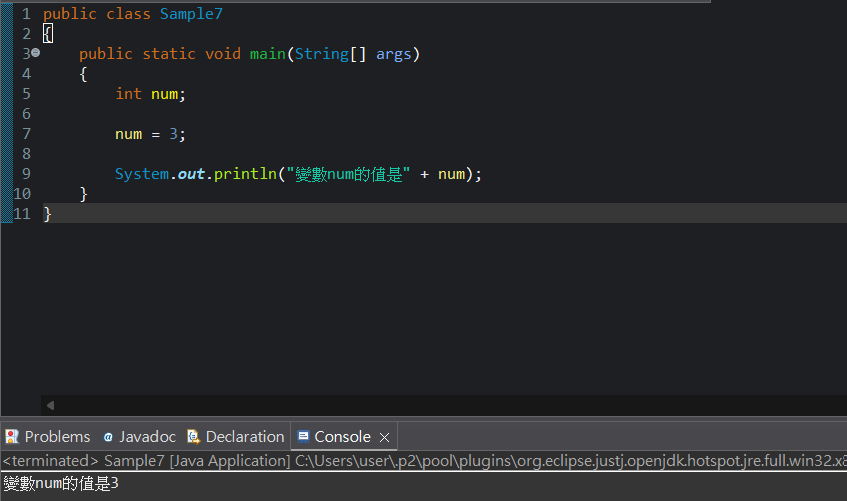 1 public class Sample7
2 {
3 public static void main(String[] args)
4 {
5 int num;
6
7 num = 3;
8
9 System.out.println("變數num的值是" + num);
10 }
11 }
Problems Javadoc Declaration Console
<terminated> Sample7 [Java Application] C:\Users\user\.p2\pool\plugins\org.eclipse.justj.openjdk.hotspot.jre.full.win32.x8
變數num的值是3